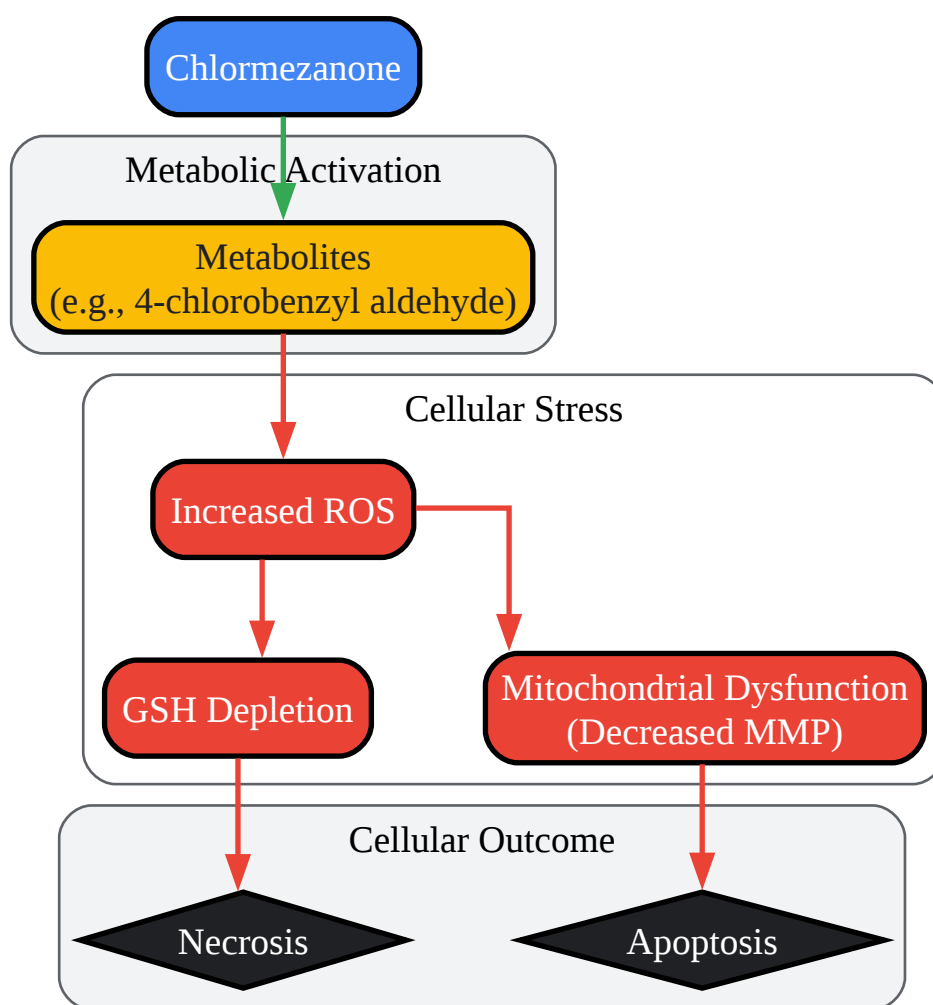 Chlormezanone
Metabolic Activation
Metabolites
(e.g., 4-chlorobenzyl aldehyde)
Cellular Stress
Increased ROS
GSH Depletion
Mitochondrial Dysfunction
(Decreased MMP)
Cellular Outcome
Necrosis
Apoptosis